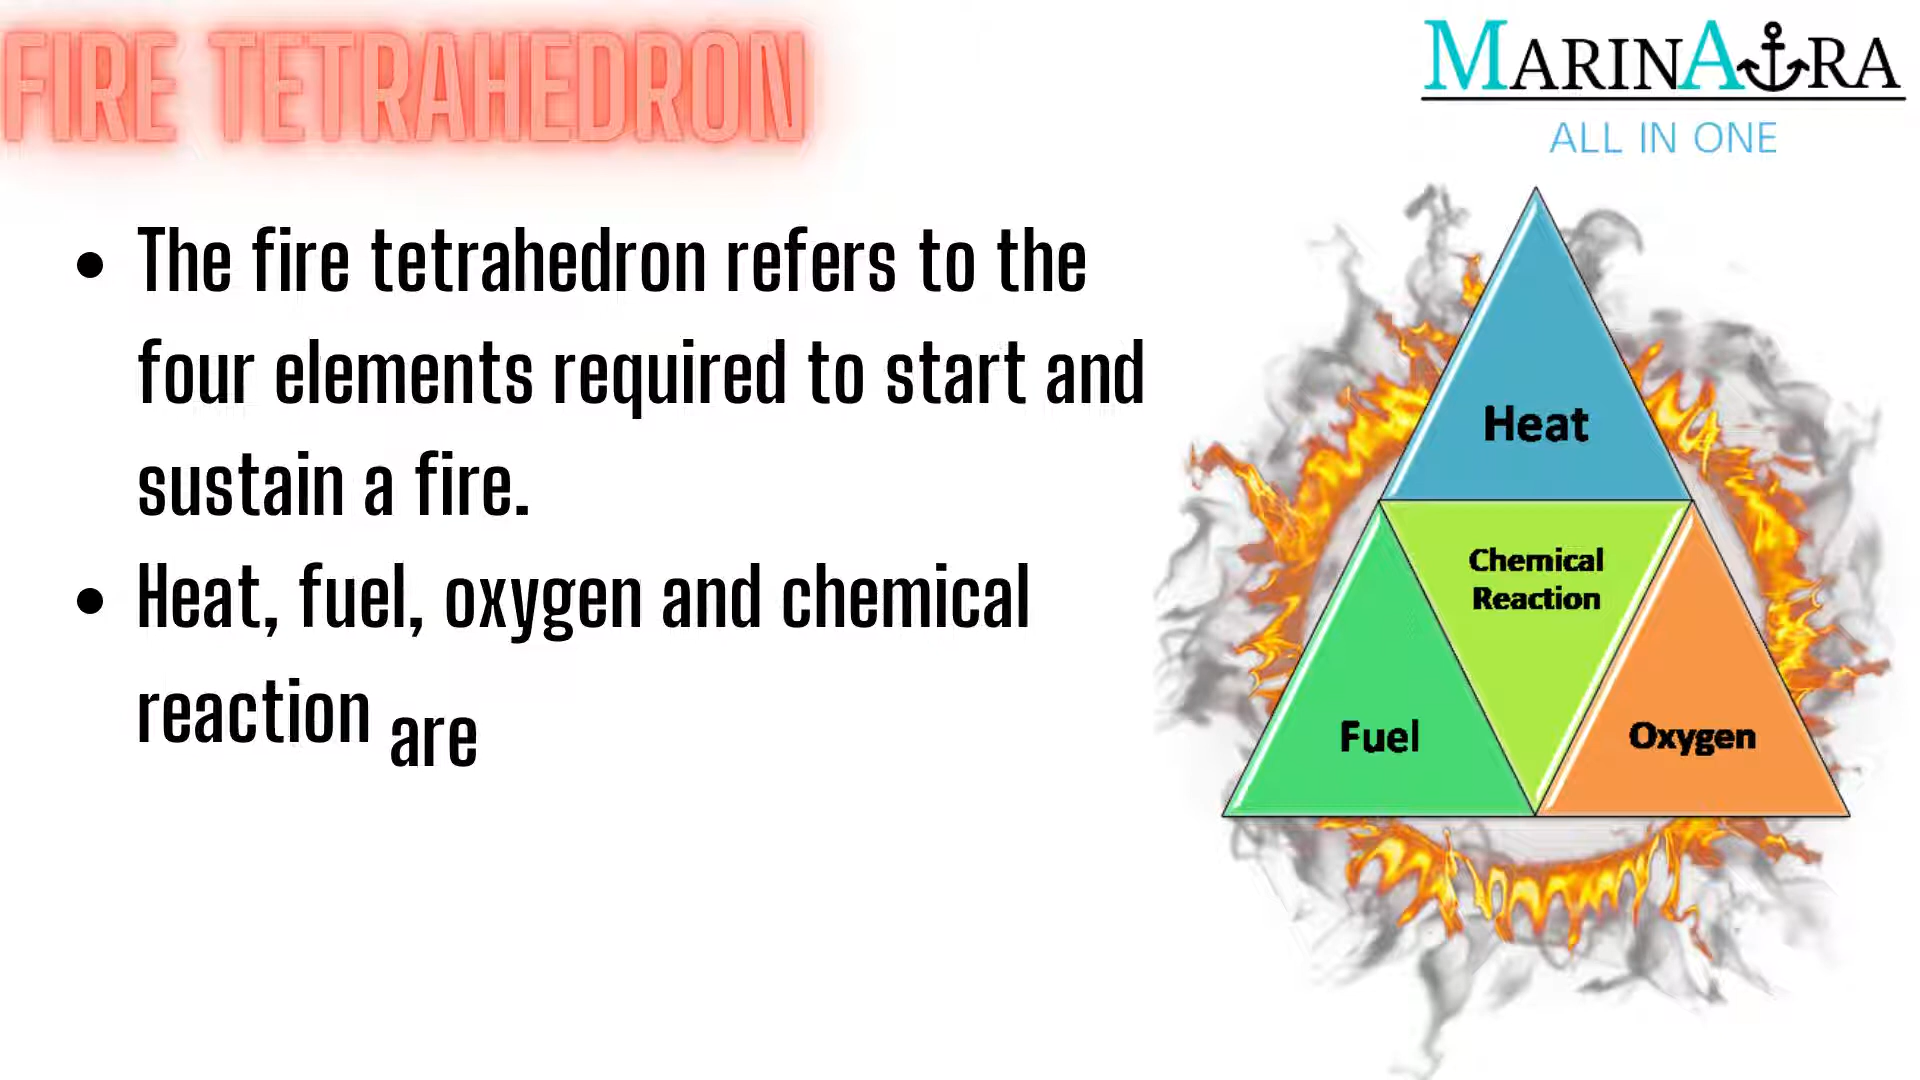 FIRE TETRAHEDRON
MARINAURA
ALL IN ONE
• The fire tetrahedron refers to the
four elements required to start and
sustain a fire.
• Heat, fuel, oxygen and chemical
reaction are
Heat
Chemical
Reaction
Fuel
Oxygen